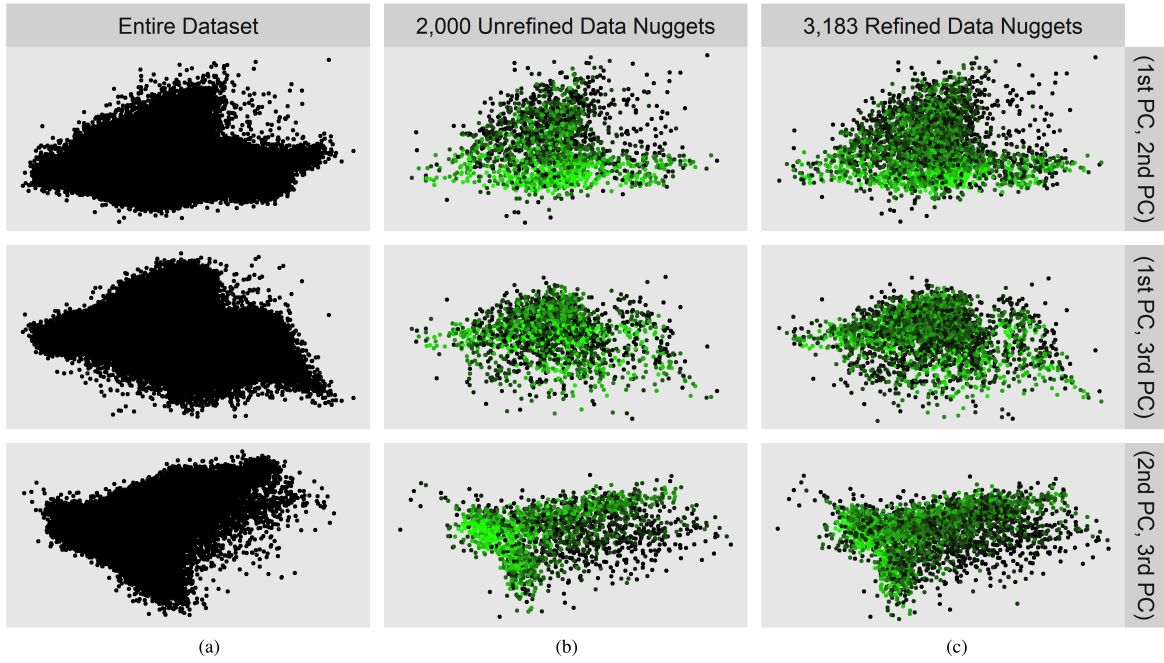 Entire Dataset
2,000 Unrefined Data Nuggets
3,183 Refined Data Nuggets
(1st PC, 2nd PC)
(1st PC, 3rd PC)
(2nd PC, 3rd PC)
(a)
(b)
(c)